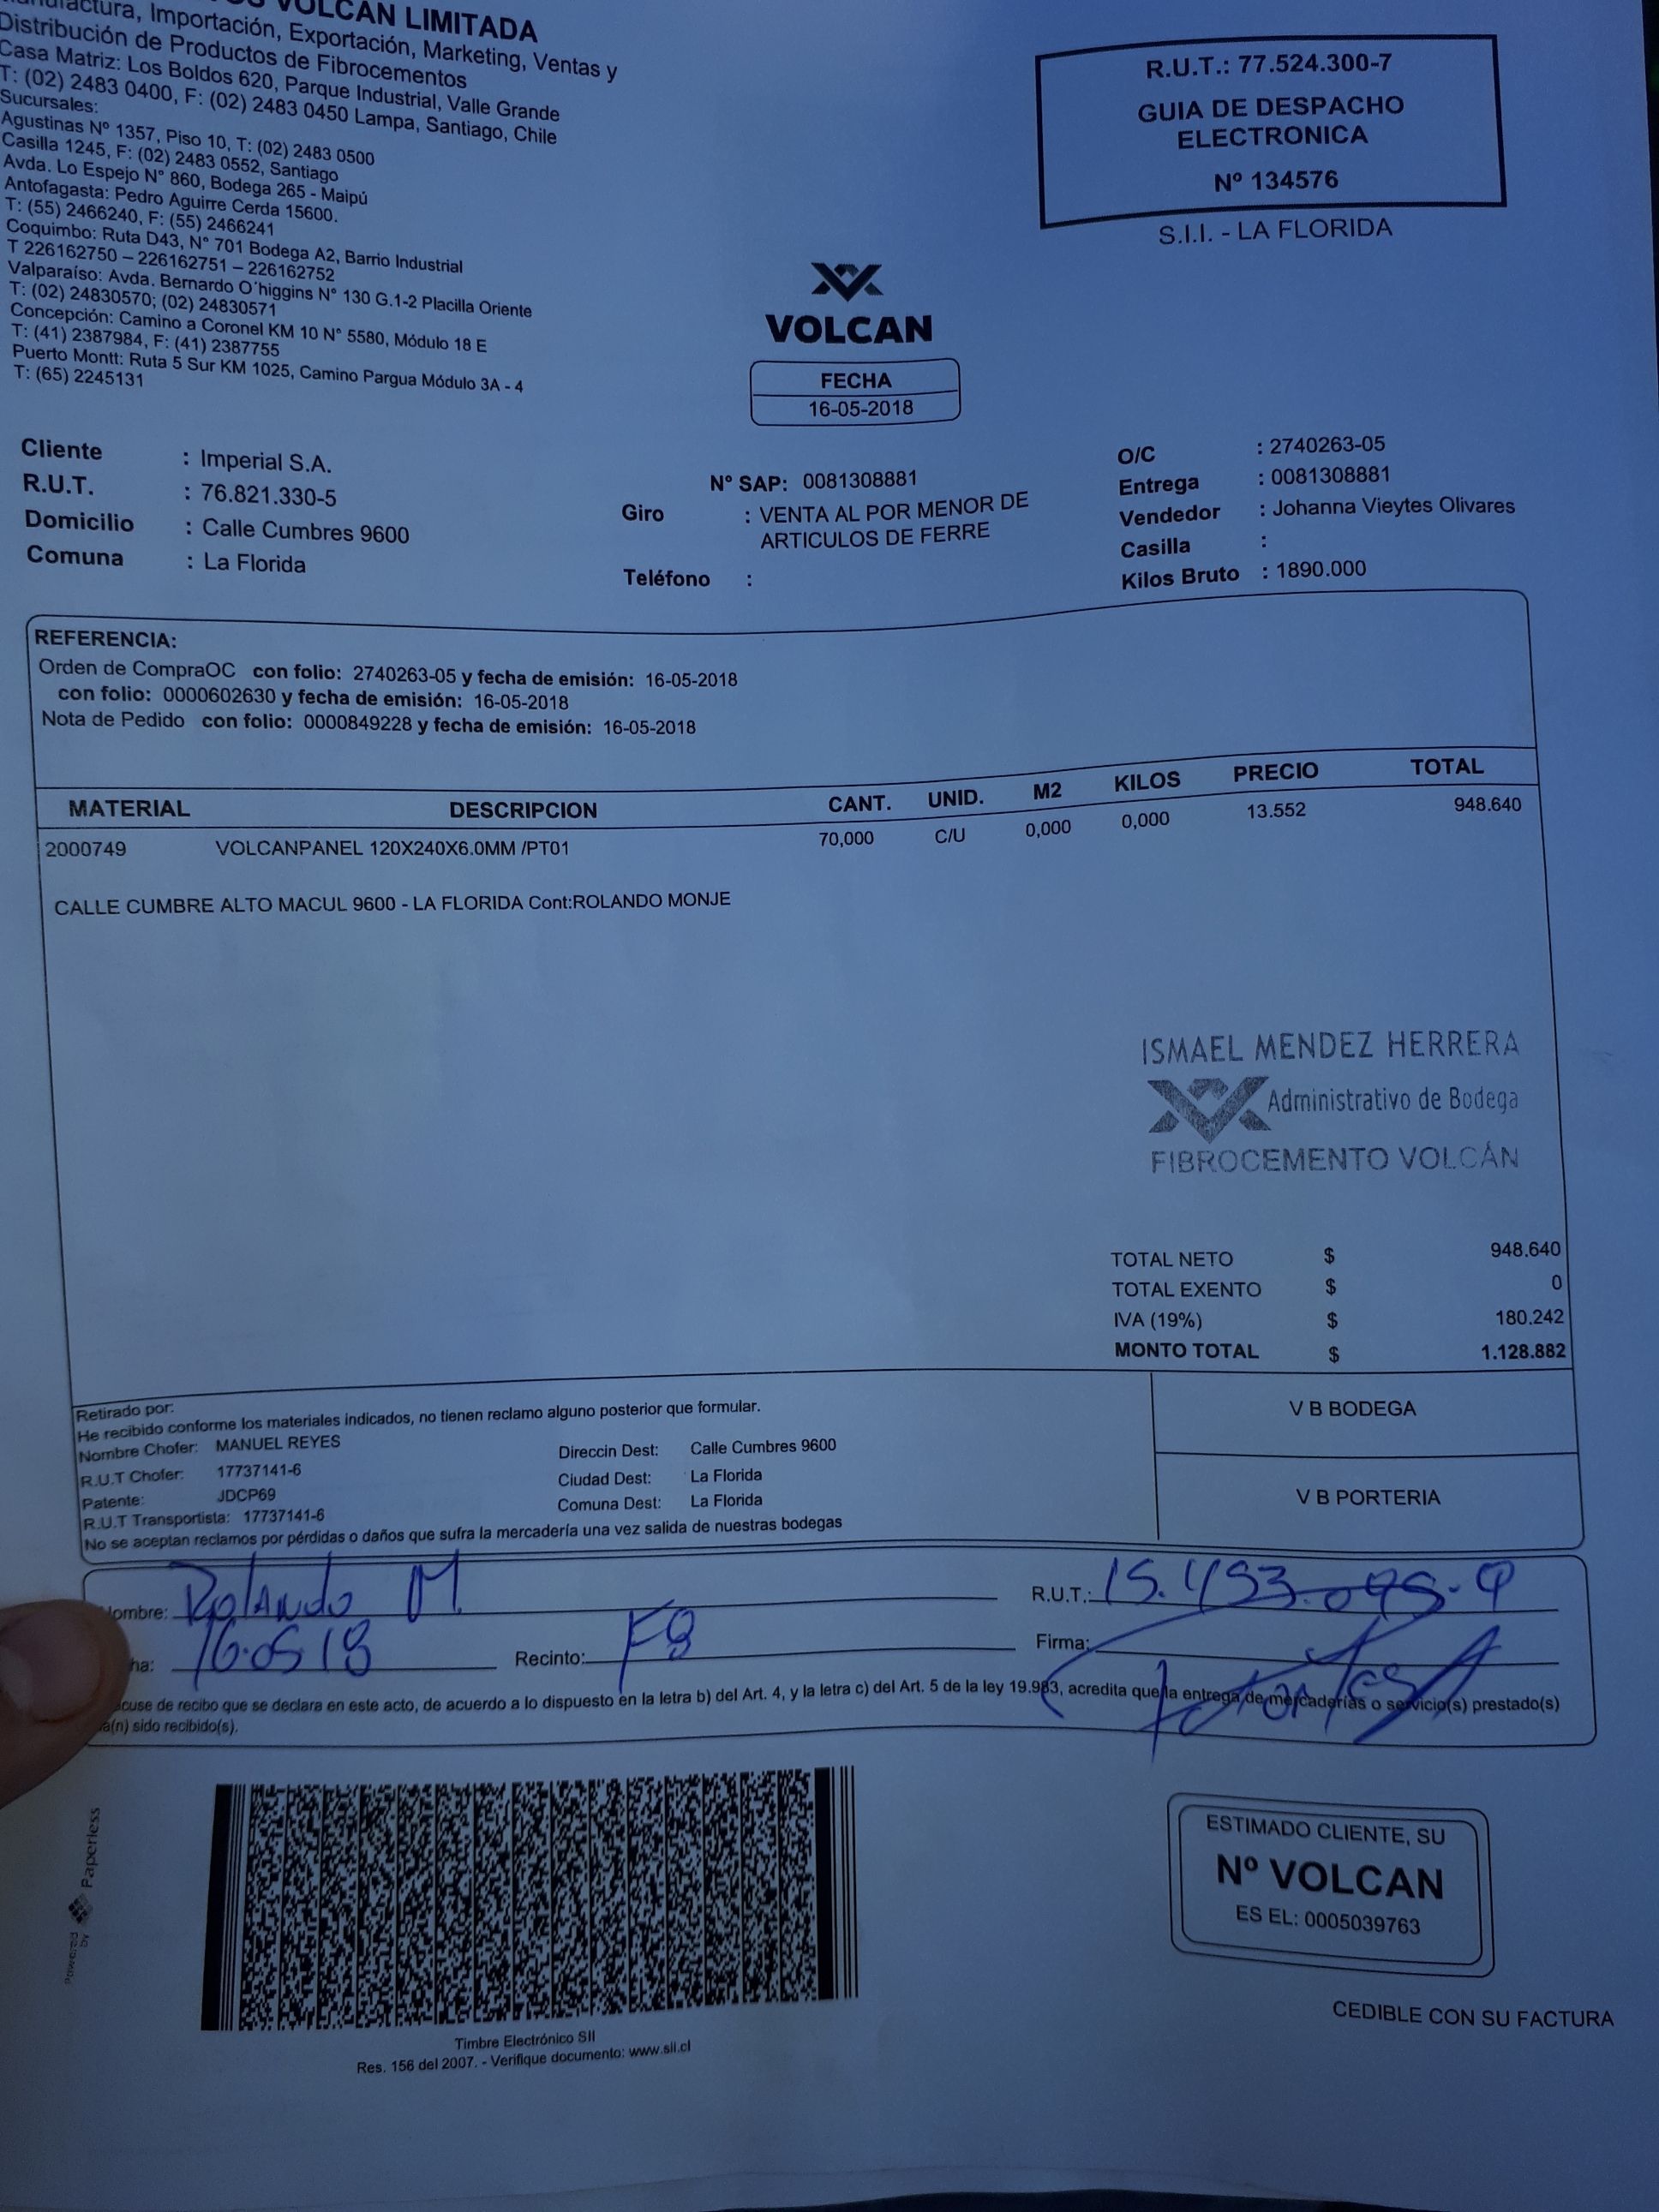 VOLCAN LIMITADA
Importación, Exportación, Marketing, Ventas y
Distribución de Productos de Fibrocementos
Casa Matriz: Los Boldos 620, Parque Industrial, Valle Grande
T: (02) 2483 0400, F: (02) 2483 0450 Lampa, Santiago, Chile
Sucursales:
Agustinas Nº 1357, Piso 10, T: (02) 2483 0500
Casilla 1245, F: (02) 2483 0552, Santiago
Avda. Lo Espejo N° 860, Bodega 265 - Maipú
Antofagasta: Pedro Aguirre Cerda 15600.
T: (55) 2466240, F: (55) 2466241
Coquimbo: Ruta D43, N° 701 Bodega A2, Barrio Industrial
T 226162750 – 226162751 – 226162752
Valparaíso: Avda. Bernardo O´higgins N° 130 G.1-2 Placilla Oriente
T: (02) 24830570; (02) 24830571
Concepción: Camino a Coronel KM 10 N° 5580, Módulo 18 E
T: (41) 2387984, F: (41) 2387755
Puerto Montt: Ruta 5 Sur KM 1025, Camino Pargua Módulo 3A - 4
T: (65) 2245131
R.U.T.: 77.524.300-7
GUIA DE DESPACHO
ELECTRONICA
Nº 134576
S.I.I. - LA FLORIDA
VOLCAN
FECHA
16-05-2018
Cliente : Imperial S.A.
R.U.T. : 76.821.330-5
Domicilio : Calle Cumbres 9600
Comuna : La Florida
N° SAP: 0081308881
Giro : VENTA AL POR MENOR DE
ARTICULOS DE FERRE
Teléfono :
O/C : 2740263-05
Entrega : 0081308881
Vendedor : Johanna Vieytes Olivares
Casilla :
Kilos Bruto : 1890.000
REFERENCIA:
Orden de CompraOC con folio: 2740263-05 y fecha de emisión: 16-05-2018
con folio: 0000602630 y fecha de emisión: 16-05-2018
Nota de Pedido con folio: 0000849228 y fecha de emisión: 16-05-2018
MATERIAL DESCRIPCION CANT. UNID. M2 KILOS PRECIO TOTAL
2000749 VOLCANPANEL 120X240X6.0MM /PT01 70,000 C/U 0,000 0,000 13.552 948.640
CALLE CUMBRE ALTO MACUL 9600 - LA FLORIDA Cont:ROLANDO MONJE
ISMAEL MENDEZ HERRERA
Administrativo de Bodega
FIBROCEMENTO VOLCÁN
TOTAL NETO $ 948.640
TOTAL EXENTO $ 0
IVA (19%) $ 180.242
MONTO TOTAL $ 1.128.882
Retirado por:
He recibido conforme los materiales indicados, no tienen reclamo alguno posterior que formular.
Nombre Chofer: MANUEL REYES
R.U.T Chofer: 17737141-6
Patente: JDCP69
R.U.T Transportista: 17737141-6
Direccin Dest: Calle Cumbres 9600
Ciudad Dest: La Florida
Comuna Dest: La Florida
No se aceptan reclamos por pérdidas o daños que sufra la mercadería una vez salida de nuestras bodegas
V B BODEGA
V B PORTERIA
ombre: Rolando M. R.U.T.:
ha: 16.05 18 Recinto: F8 Firma:
cuse de recibo que se declara en este acto, de acuerdo a lo dispuesto en la letra b) del Art. 4, y la letra c) del Art. 5 de la ley 19.983, acredita que la entrega de mercaderías o servicio(s) prestado(s)
a(n) sido recibido(s).
Powered by Paperless
Timbre Electrónico SII
Res. 156 del 2007. - Verifique documento: www.sii.cl
ESTIMADO CLIENTE, SU
Nº VOLCAN
ES EL: 0005039763
CEDIBLE CON SU FACTURA